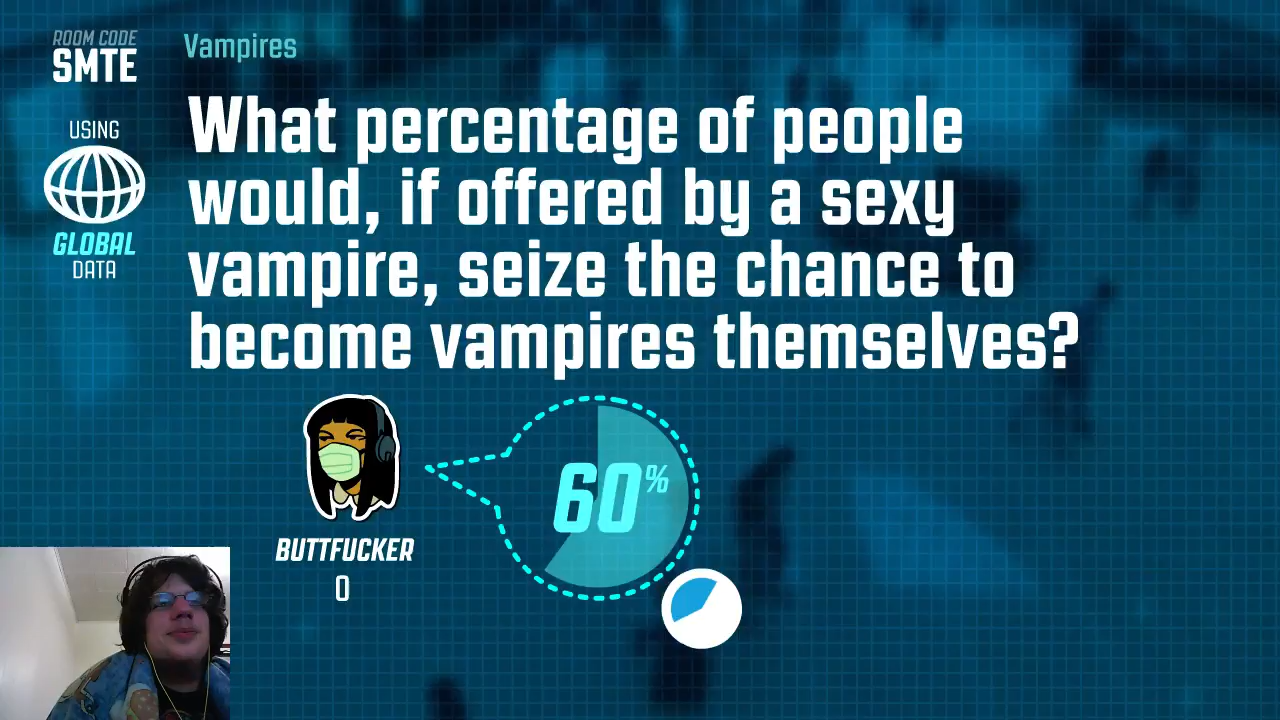 ROOM CODE
SMTE
USING
GLOBAL
DATA
Vampires
What percentage of people
would, if offered by a sexy
vampire, seize the chance to
become vampires themselves?
60%
BUTTFUCKER
0